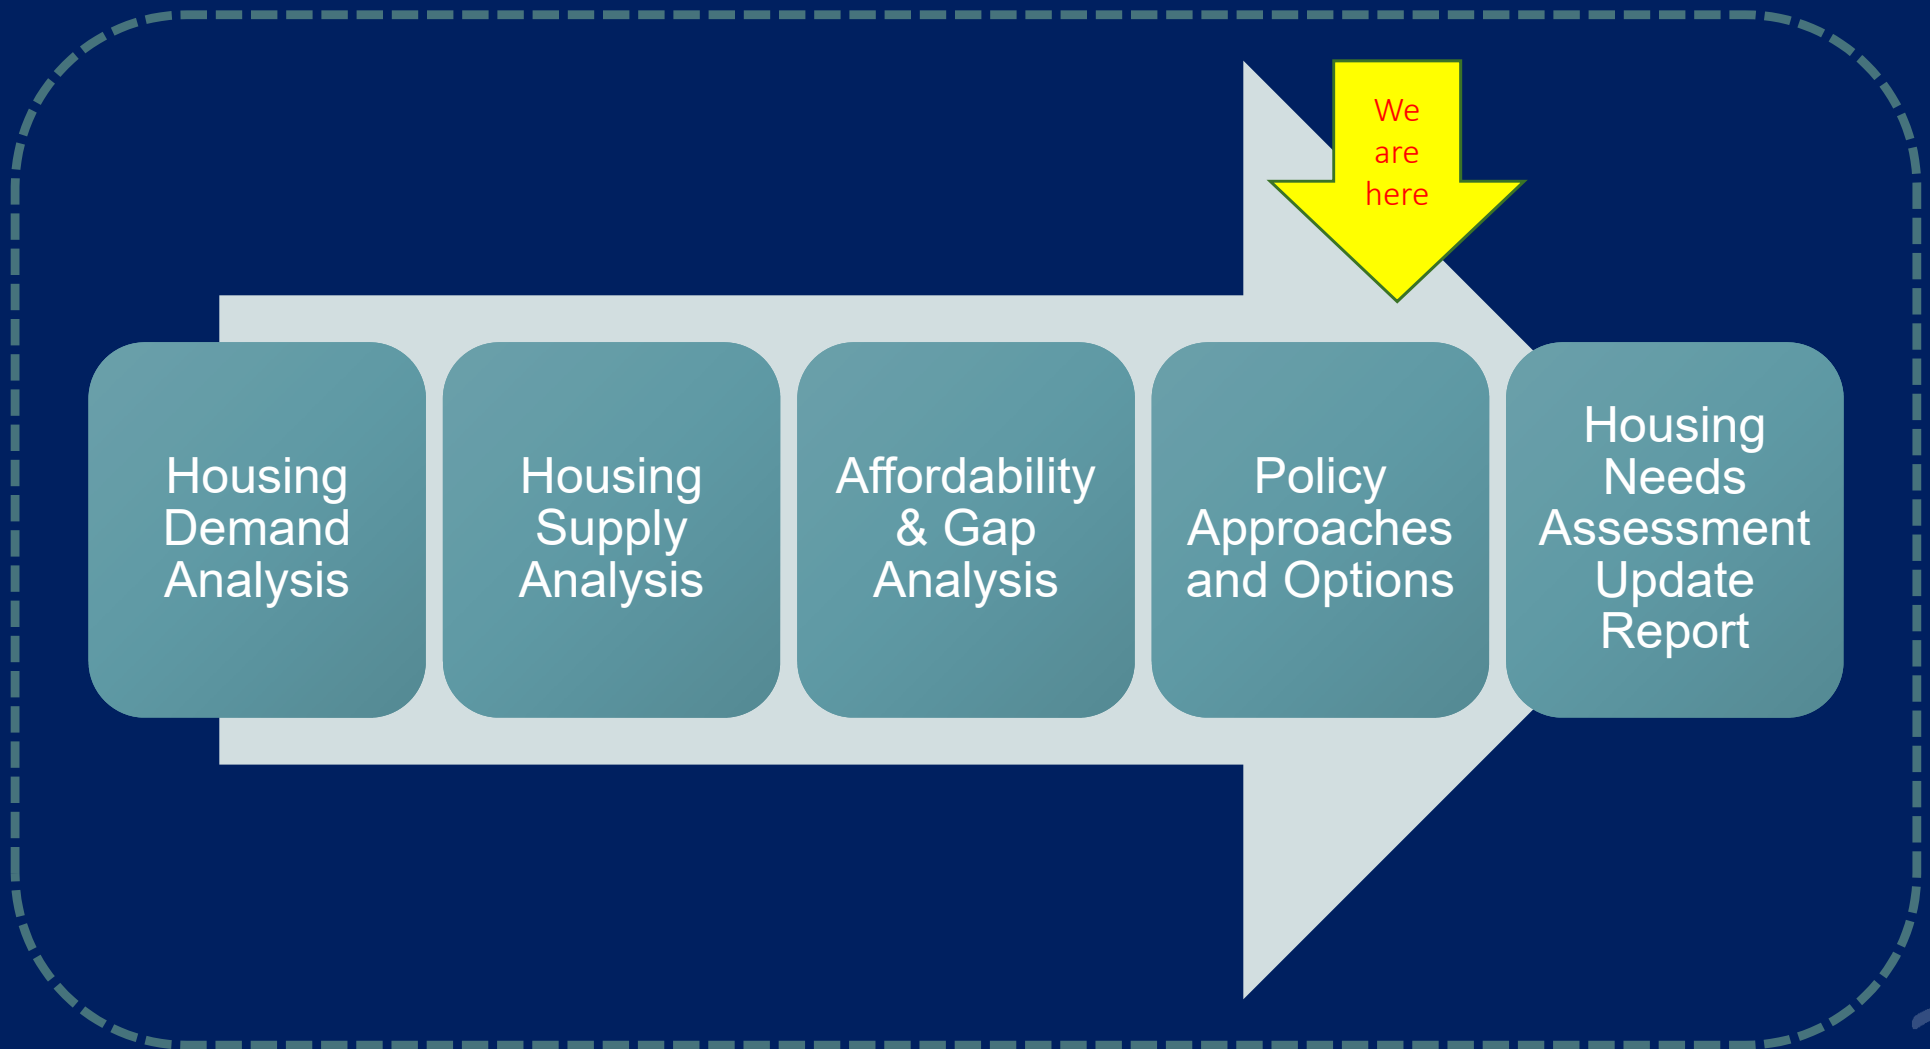 We
are
here
Housing
Demand
Analysis
Housing
Supply
Analysis
Affordability
& Gap
Analysis
Policy
Approaches
and Options
Housing
Needs
Assessment
Update
Report